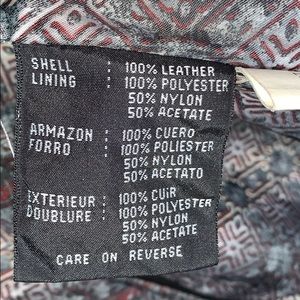 SHELL : 100% LEATHER
LINING : 100% POLYESTER
50% NYLON
50% ACETATE
ARMAZON : 100% CUERO
FORRO : 100% POLIESTER
50% NYLON
50% ACETATO
EXTERIEUR : 100% CUIR
DOUBLURE : 100% POLYESTER
50% NYLON
50% ACETATE
CARE ON REVERSE